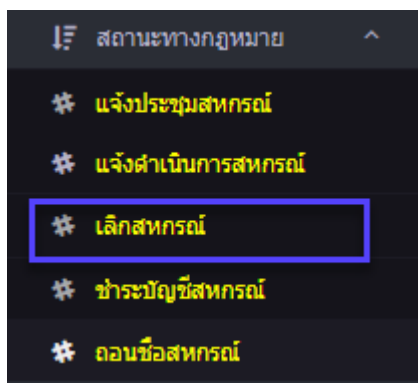 สถานะทางกฎหมาย
แจ้งประชุมสหกรณ์
แจ้งดำเนินการสหกรณ์
เลิกสหกรณ์
ชำระบัญชีสหกรณ์
ถอนชื่อสหกรณ์